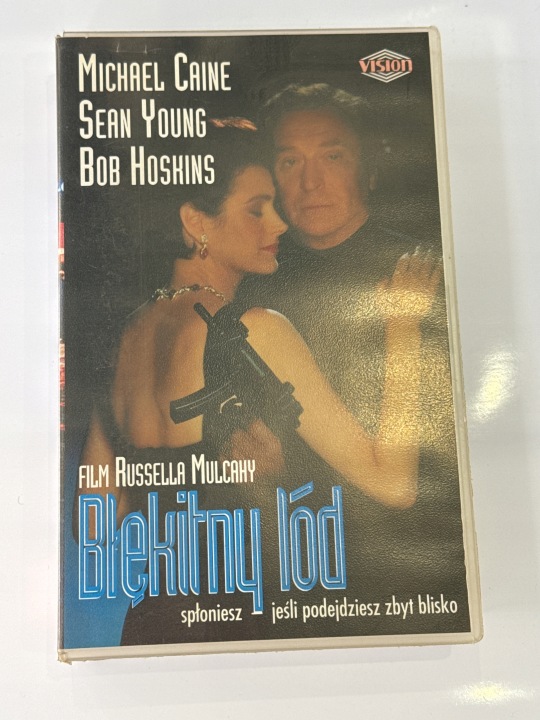 MICHAEL CAINE
VISION
SEAN YOUNG
BOB HOSKINS
FILM RUSSELLA MULCAHY
Błękitny lód
spłoniesz jeśli podejdziesz zbyt blisko